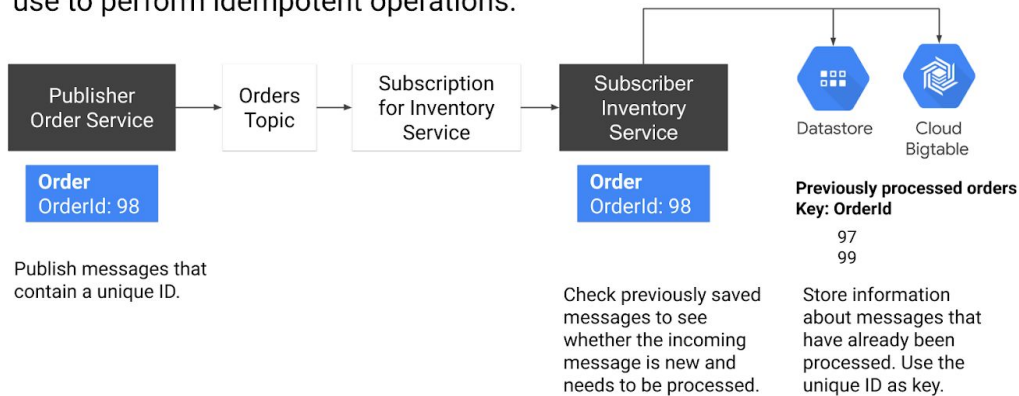 use to perform idempotent operations.
Publisher
Order Service
Orders
Topic
Subscription
for Inventory
Service
Subscriber
Inventory
Service
Datastore
Cloud
Bigtable
Order
OrderId: 98
Order
OrderId: 98
Previously processed orders
Key: OrderId
97
99
Publish messages that
contain a unique ID.
Check previously saved
messages to see
whether the incoming
message is new and
needs to be processed.
Store information
about messages that
have already been
processed. Use the
unique ID as key.